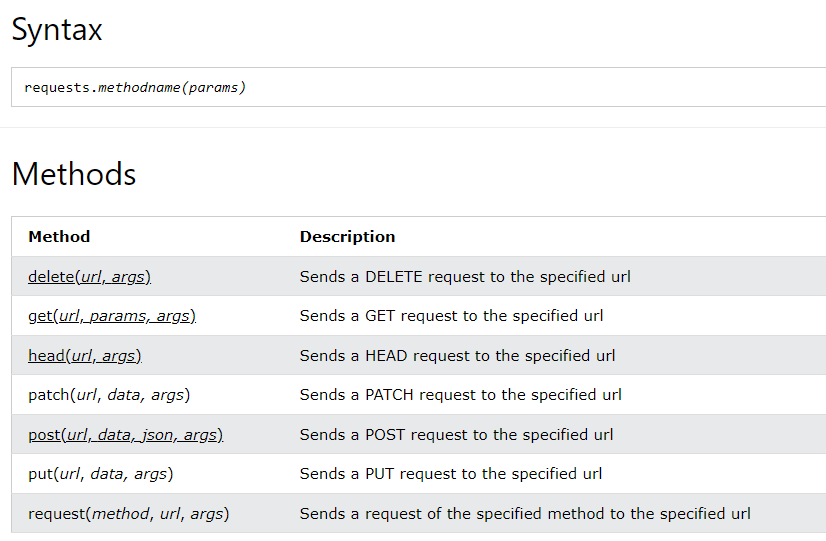 Syntax
requests.methodname(params)
Methods
Method Description
delete(url, args) Sends a DELETE request to the specified url
get(url, params, args) Sends a GET request to the specified url
head(url, args) Sends a HEAD request to the specified url
patch(url, data, args) Sends a PATCH request to the specified url
post(url, data, json, args) Sends a POST request to the specified url
put(url, data, args) Sends a PUT request to the specified url
request(method, url, args) Sends a request of the specified method to the specified url